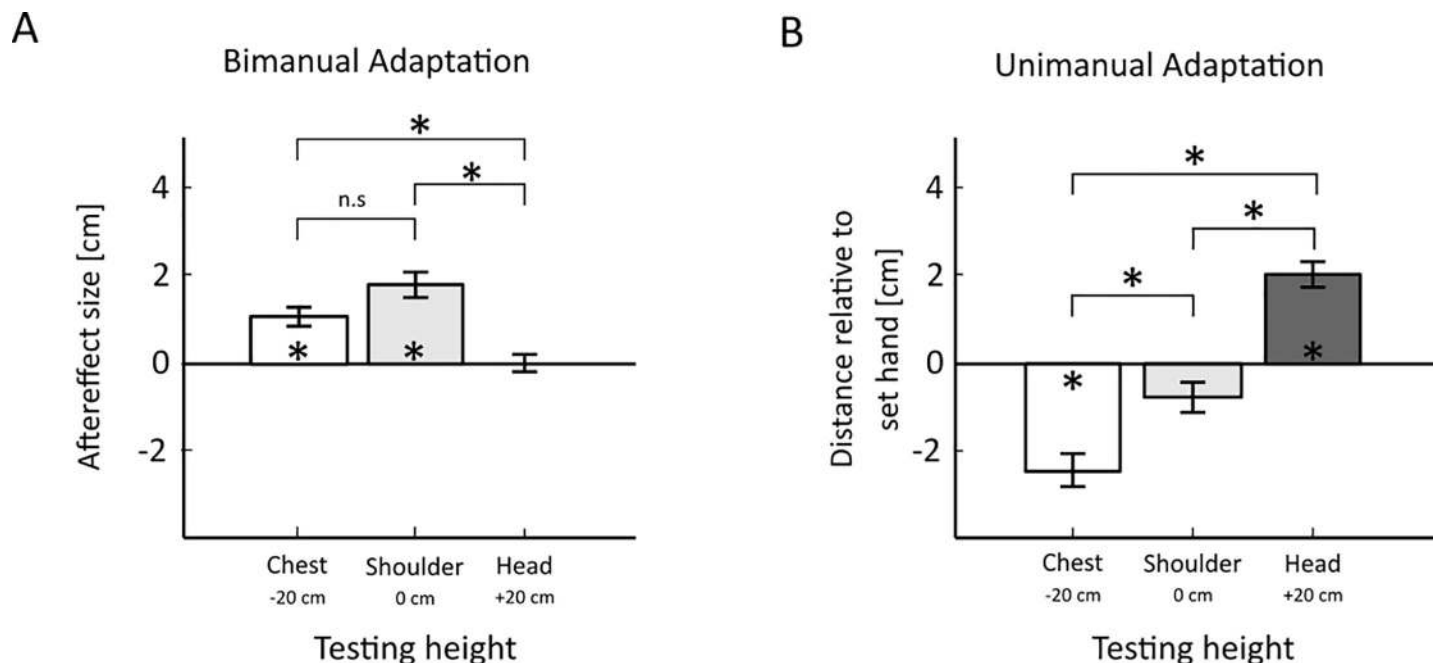 A
Bimanual Adaptation
*
*
n.s
4
2
0
-2
Aftereffect size [cm]
*
*
Chest
-20 cm
Shoulder
0 cm
Head
+20 cm
Testing height
B
Unimanual Adaptation
*
*
*
4
2
0
-2
Distance relative to
set hand [cm]
*
*
Chest
-20 cm
Shoulder
0 cm
Head
+20 cm
Testing height